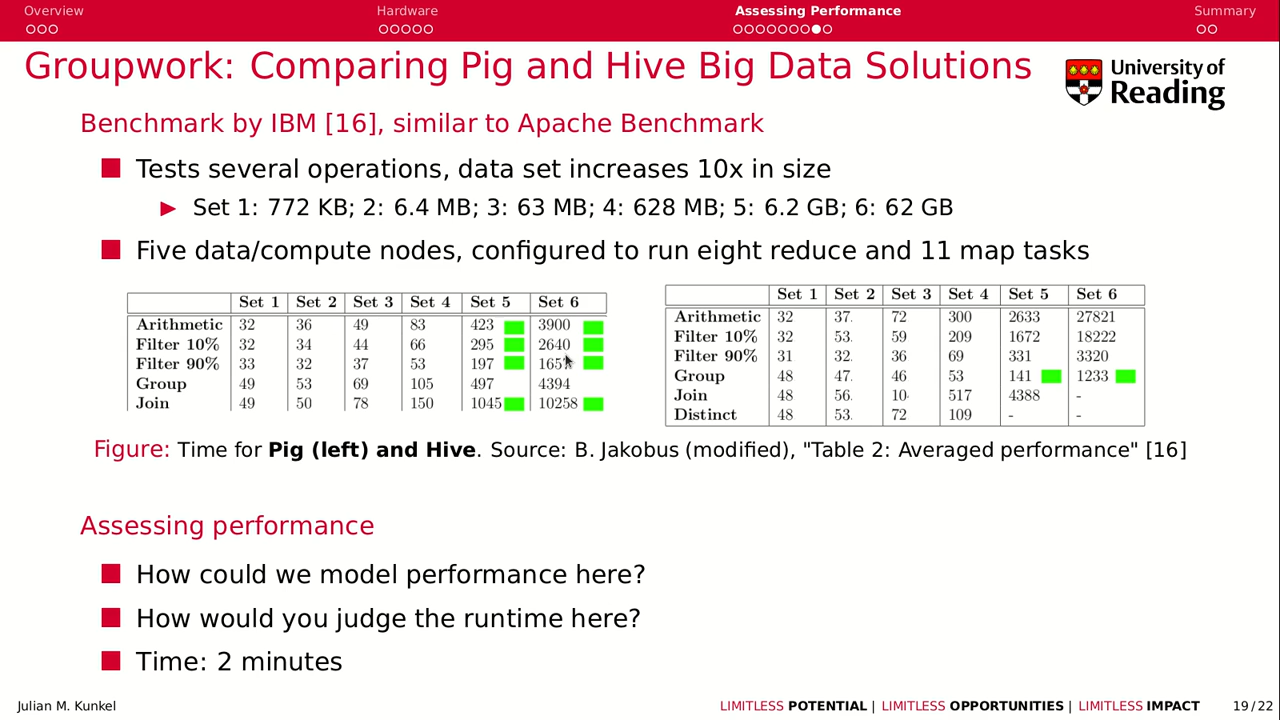 Overview Hardware Assessing Performance Summary
Groupwork: Comparing Pig and Hive Big Data Solutions
University of
Reading
Benchmark by IBM [16], similar to Apache Benchmark
Tests several operations, data set increases 10x in size
Set 1: 772 KB; 2: 6.4 MB; 3: 63 MB; 4: 628 MB; 5: 6.2 GB; 6: 62 GB
Five data/compute nodes, configured to run eight reduce and 11 map tasks
Set 1 Set 2 Set 3 Set 4 Set 5 Set 6
Arithmetic 32 36 49 83 423 3900
Filter 10% 32 34 44 66 295 2640
Filter 90% 33 32 37 53 197
Group 49 53 69 105 497 4394
Join 49 50 78 150 1045 10258
Set 1 Set 2 Set 3 Set 4 Set 5 Set 6
Arithmetic 32 37. 72 300 2633 27821
Filter 10% 32 53. 59 209 1672 18222
Filter 90% 31 32. 36 69 331 3320
Group 48 47. 46 53 141 1233
Join 48 56. 10. 517 4388 -
Distinct 48 53. 72 109 - -
Figure: Time for Pig (left) and Hive. Source: B. Jakobus (modified), "Table 2: Averaged performance" [16]
Assessing performance
How could we model performance here?
How would you judge the runtime here?
Time: 2 minutes
Julian M. Kunkel LIMITLESS POTENTIAL | LIMITLESS OPPORTUNITIES | LIMITLESS IMPACT 19/22